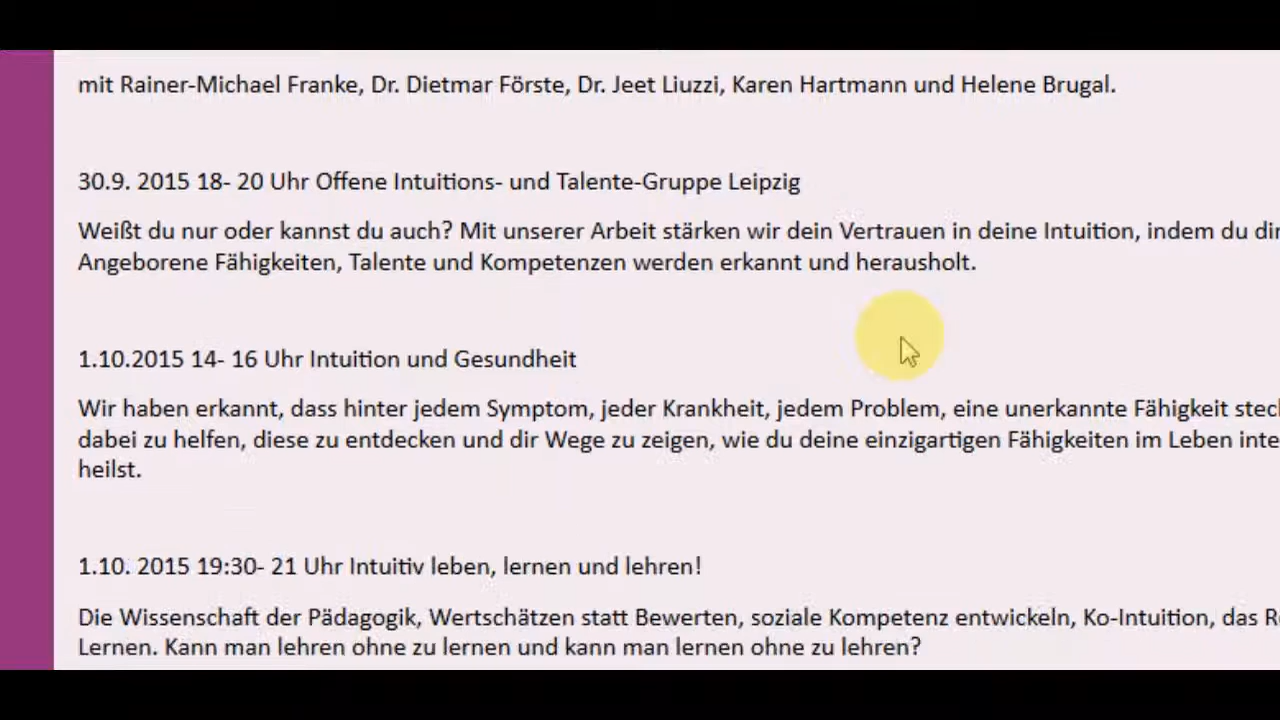 mit Rainer-Michael Franke, Dr. Dietmar Förste, Dr. Jeet Liuzzi, Karen Hartmann und Helene Brugal.
30.9. 2015 18- 20 Uhr Offene Intuitions- und Talente-Gruppe Leipzig
Weißt du nur oder kannst du auch? Mit unserer Arbeit stärken wir dein Vertrauen in deine Intuition, indem du
Angeborene Fähigkeiten, Talente und Kompetenzen werden erkannt und herausholt.
1.10.2015 14- 16 Uhr Intuition und Gesundheit
Wir haben erkannt, dass hinter jedem Symptom, jeder Krankheit, jedem Problem, eine unerkannte Fähigkeit
dabei zu helfen, diese zu entdecken und dir Wege zu zeigen, wie du deine einzigartigen Fähigkeiten im Leben
heilst.
1.10. 2015 19:30- 21 Uhr Intuitiv leben, lernen und lehren!
Die Wissenschaft der Pädagogik, Wertschätzen statt Bewerten, soziale Kompetenz entwickeln, Ko-Intuition, das
Lernen. Kann man lehren ohne zu lernen und kann man lernen ohne zu lehren?